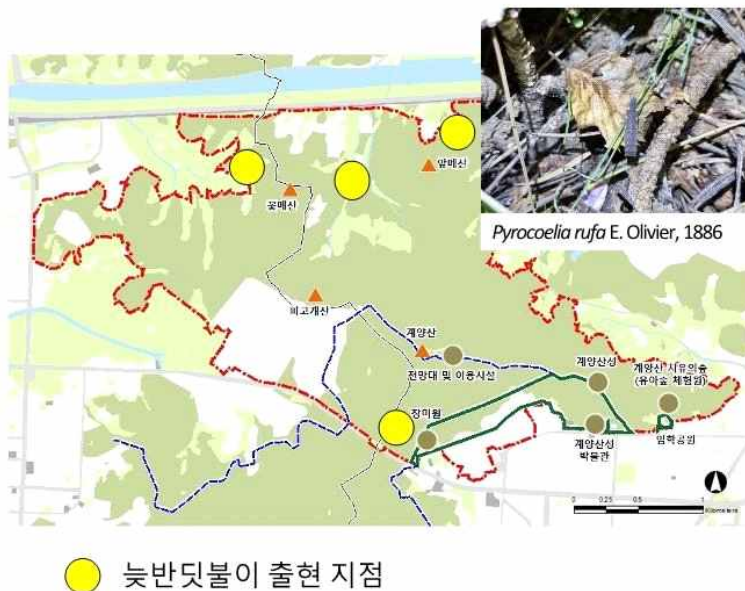 앞메산
꽃메산
Pyrocoelia rufa E. Olivier, 1886
피고개산
계양산
전망대 및 이용시설
계양산성
계양산 치유의숲
(유아숲 체험원)
장미원
계양산성
박물관
임학공원
0 0.25 0.5 1
Kilometers
늦반딧불이 출현 지점